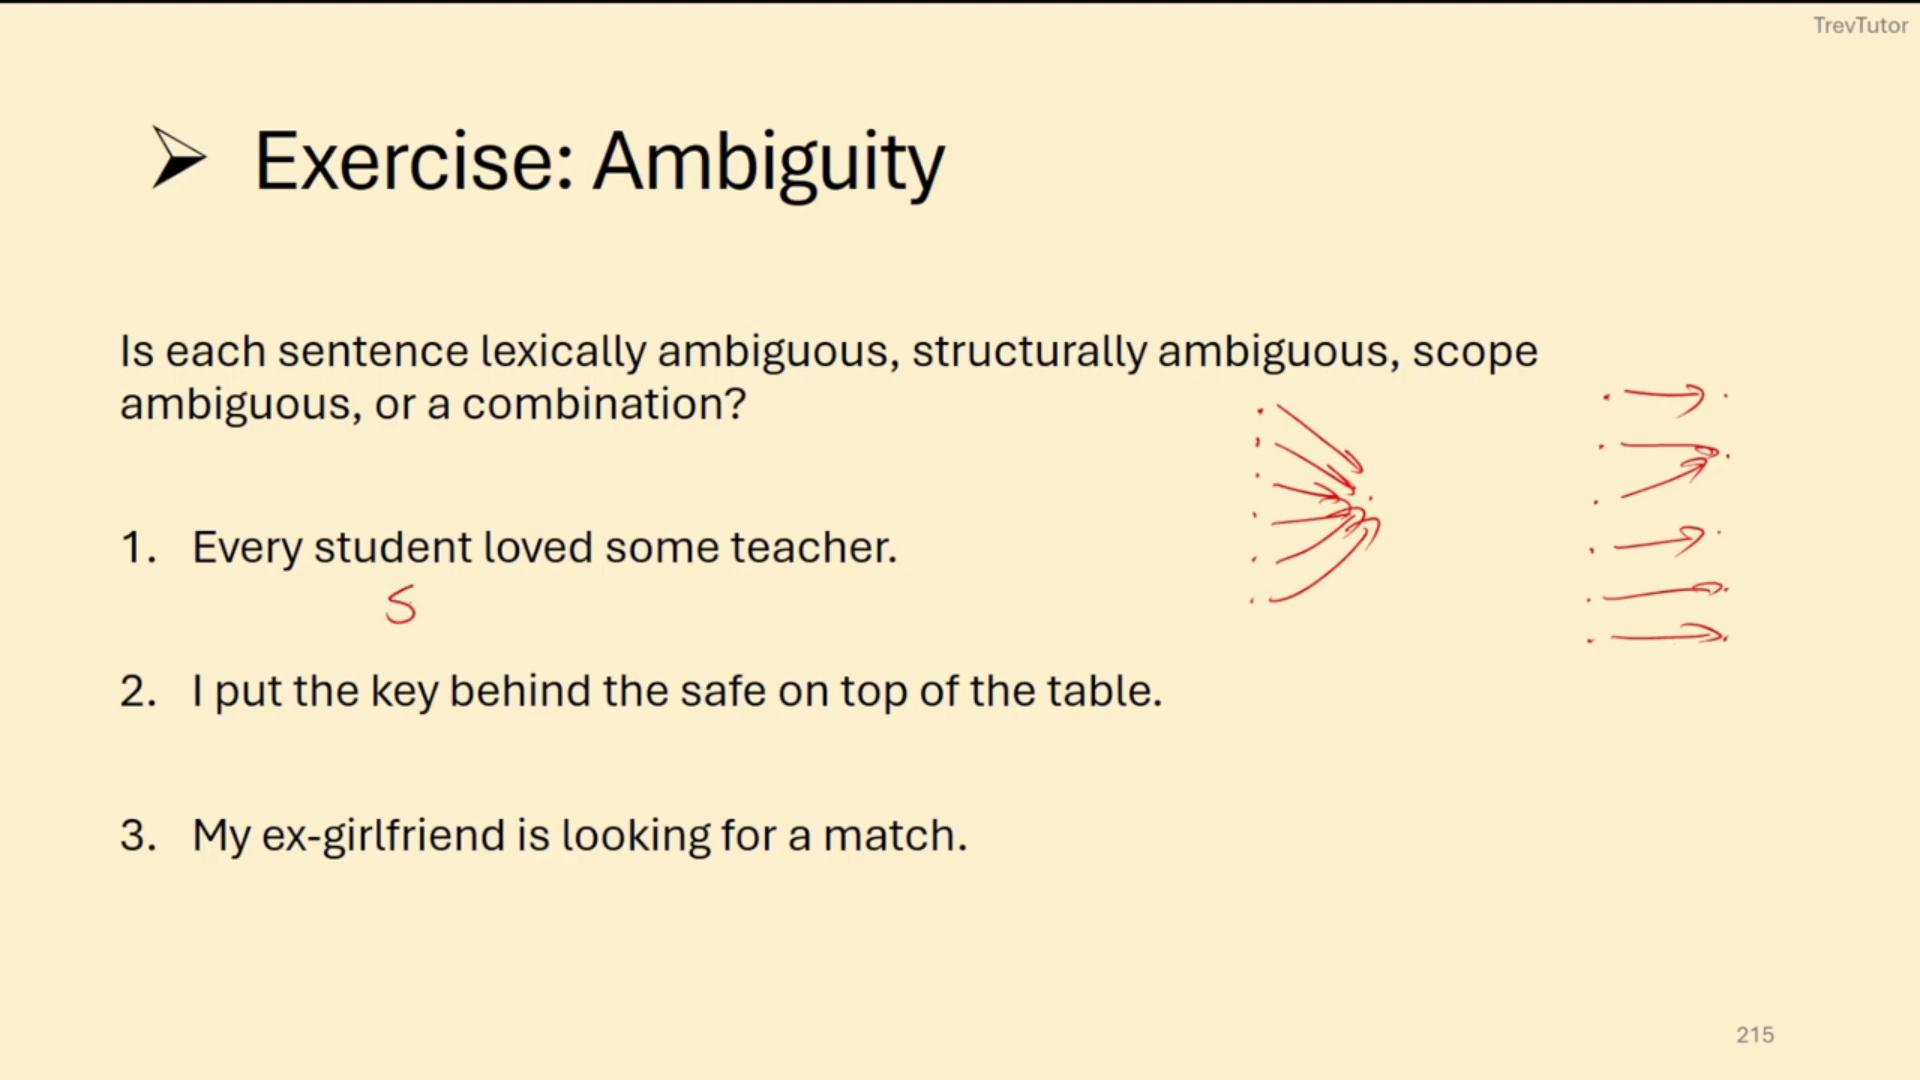 TrevTutor
Exercise: Ambiguity
Is each sentence lexically ambiguous, structurally ambiguous, scope
ambiguous, or a combination?
1. Every student loved some teacher.
S
2. I put the key behind the safe on top of the table.
3. My ex-girlfriend is looking for a match.
215